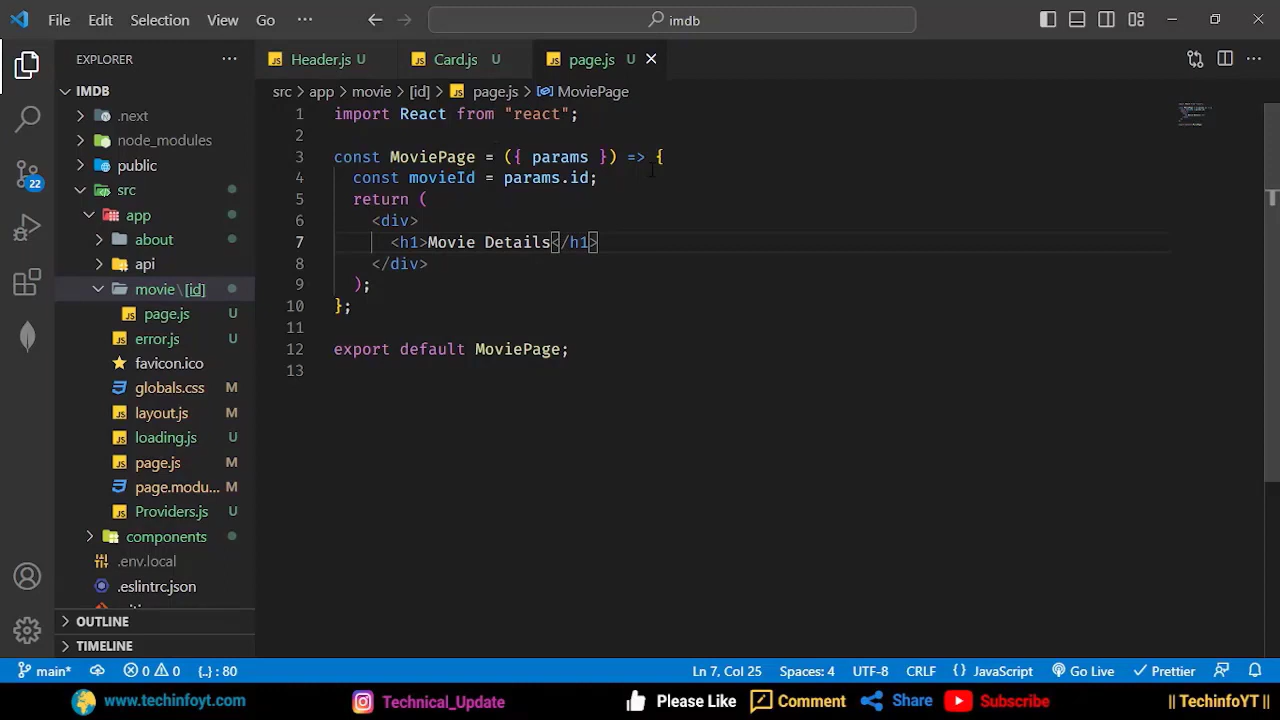 File Edit Selection View Go ··· imdb
EXPLORER ···
Header.js U
Card.js U
page.js U
IMDB
src > app > movie > [id] > page.js > MoviePage
.next
node_modules
public
src
app
about
api
movie\[id]
page.js U
error.js U
favicon.ico
globals.css M
layout.js M
loading.js U
page.js M
page.modu... M
Providers.js U
components
.env.local
.eslintrc.json
OUTLINE
TIMELINE
22
1 import React from "react";
2
3 const MoviePage = ({ params }) => {
4 const movieId = params.id;
5 return (
6 <div>
7 <h1>Movie Details</h1>
8 </div>
9 );
10 };
11
12 export default MoviePage;
13
main* 0 0 {..} : 80 Ln 7, Col 25 Spaces: 4 UTF-8 CRLF {} JavaScript Go Live Prettier
www.techinfoyt.com Technical_Update Please Like Comment Share Subscribe || TechinfoYT ||